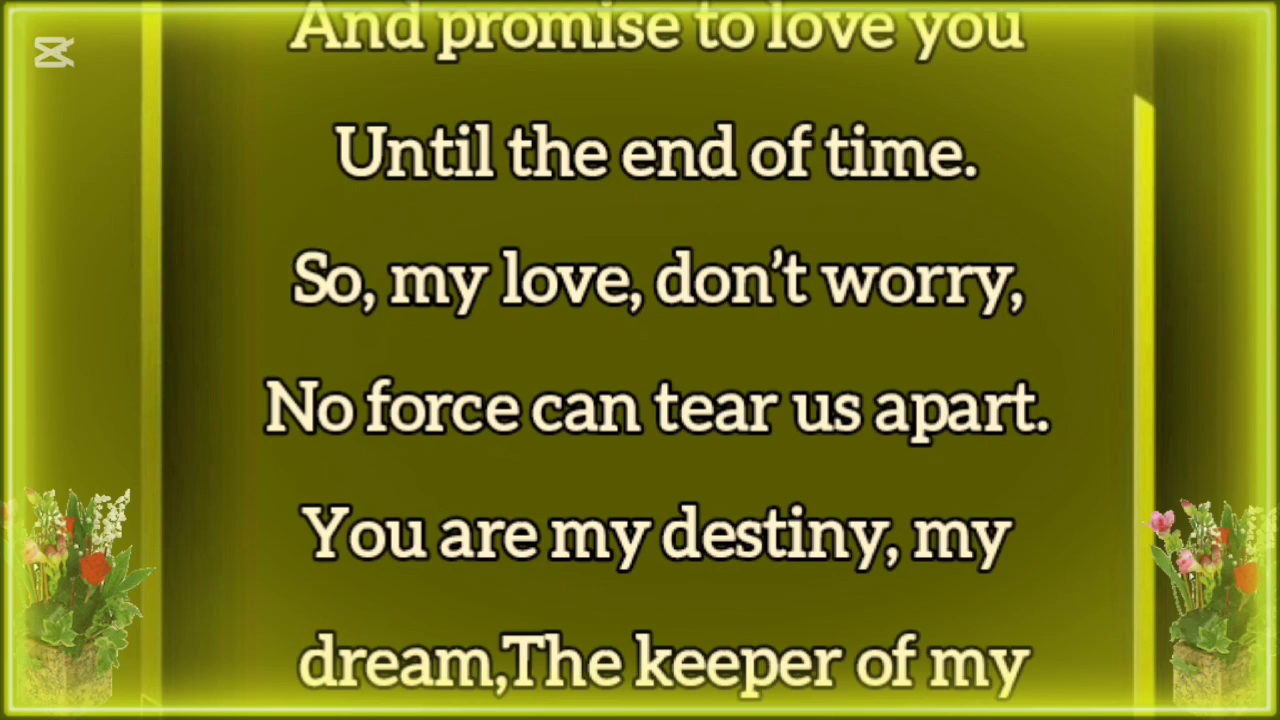 And promise to love you
Until the end of time.
So, my love, don’t worry,
No force can tear us apart.
You are my destiny, my
dream,The keeper of my